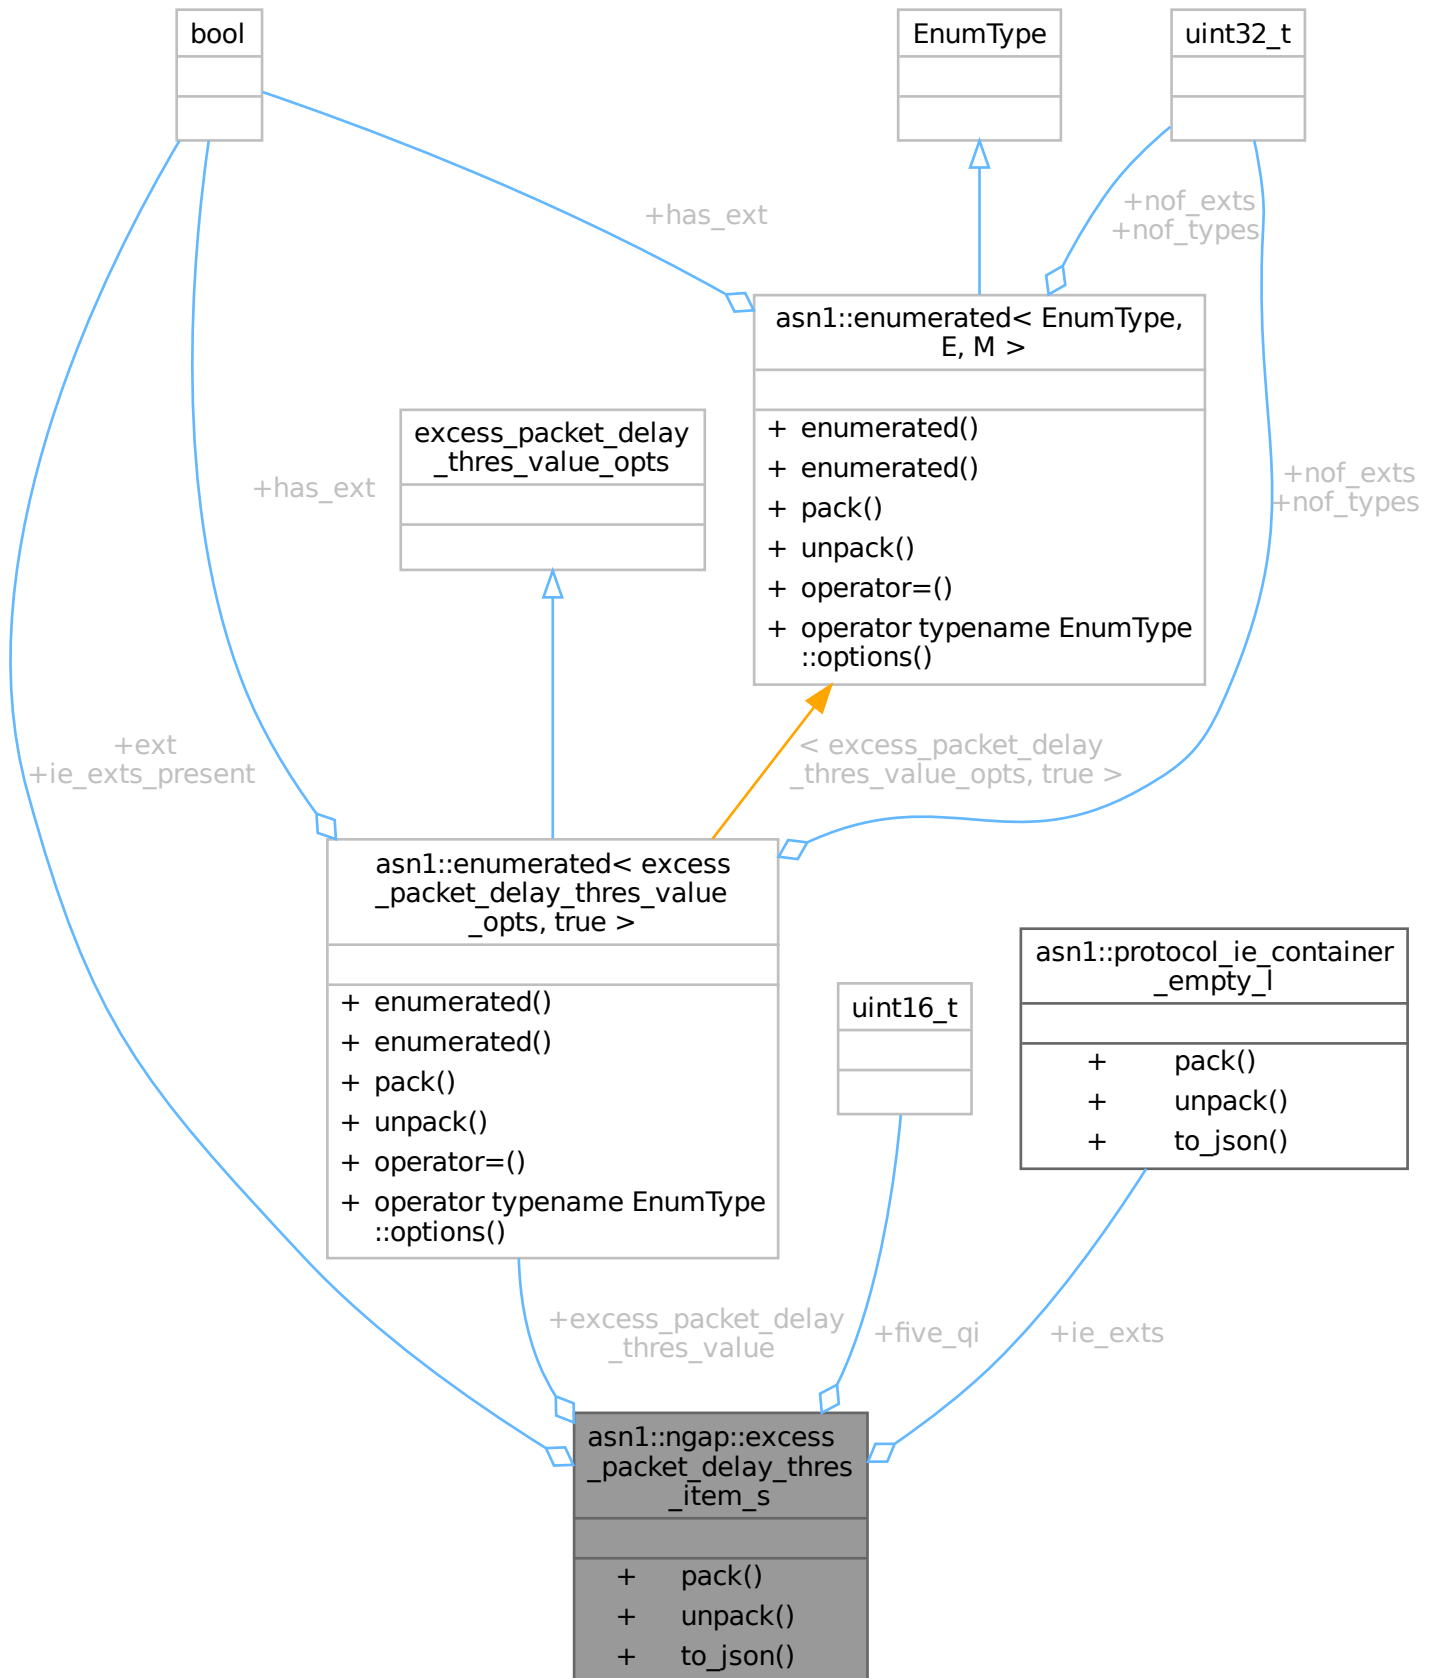 bool
EnumType
uint32_t
+nof_exts
+nof_types
+has_ext
asn1::enumerated< EnumType,
E, M >
+ enumerated()
+ enumerated()
+ pack()
+ unpack()
+ operator=()
+ operator typename EnumType
::options()
excess_packet_delay
_thres_value_opts
+has_ext
+nof_exts
+nof_types
+ext
+ie_exts_present
< excess_packet_delay
_thres_value_opts, true >
asn1::enumerated< excess
_packet_delay_thres_value
_opts, true >
+ enumerated()
+ enumerated()
+ pack()
+ unpack()
+ operator=()
+ operator typename EnumType
::options()
uint16_t
asn1::protocol_ie_container
_empty_l
+ pack()
+ unpack()
+ to_json()
+excess_packet_delay
_thres_value
+five_qi
+ie_exts
asn1::ngap::excess
_packet_delay_thres
_item_s
+ pack()
+ unpack()
+ to_json()